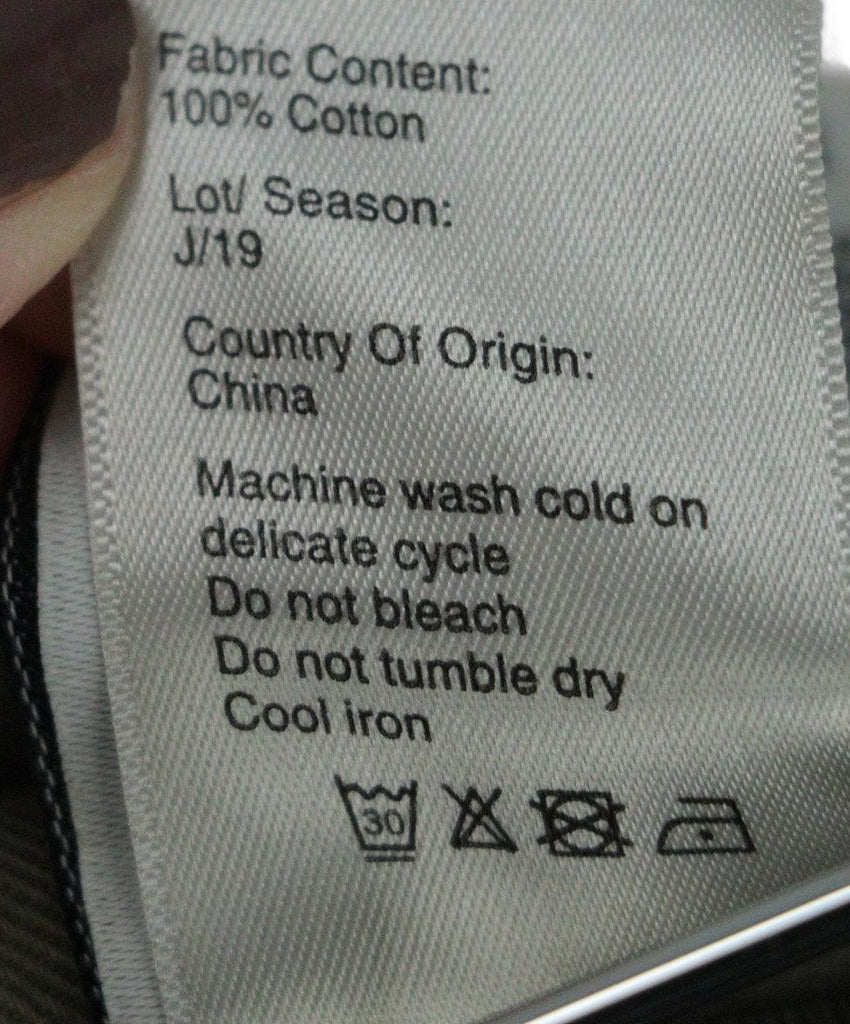 Fabric Content:
100% Cotton
Lot/ Season:
J/19
Country Of Origin:
China
Machine wash cold on
delicate cycle
Do not bleach
Do not tumble dry
Cool iron
30